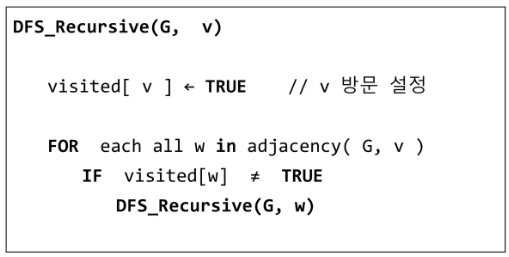 DFS_Recursive(G, v)
visited[ v ] ← TRUE // v 방문 설정
FOR each all w in adjacency( G, v )
IF visited[w] ≠ TRUE
DFS_Recursive(G, w)